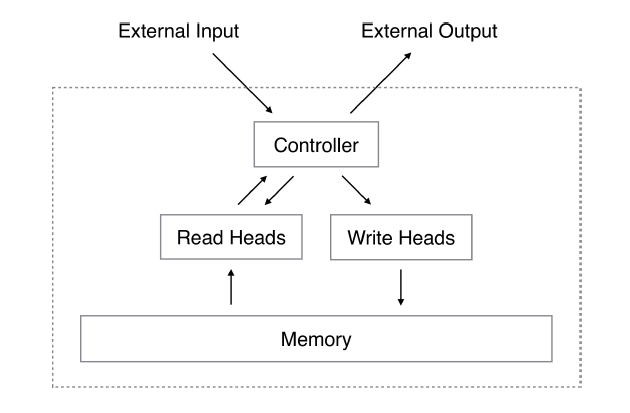 External Input
External Output
Controller
Read Heads
Write Heads
Memory